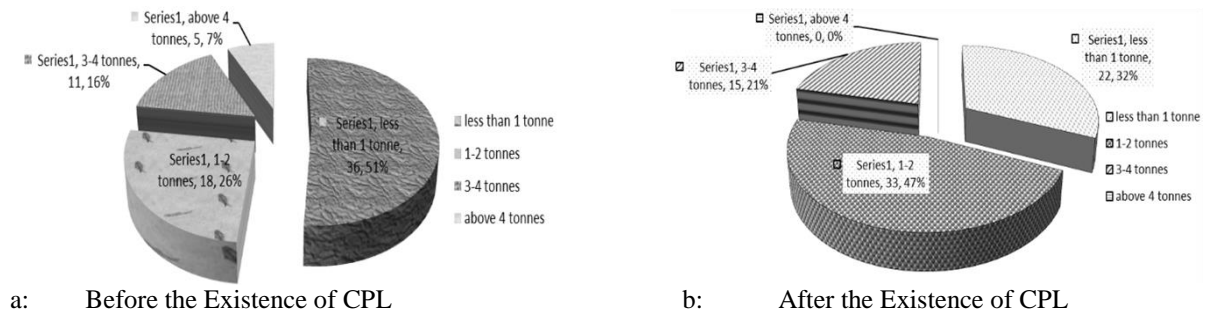 Series1, above 4
tonnes, 5, 7%
Series1, 3-4 tonnes,
11, 16%
Series1, less
than 1 tonne,
36, 51%
Series1, 1-2
tonnes, 18, 26%
less than 1 tonne
1-2 tonnes
3-4 tonnes
above 4 tonnes
a: Before the Existence of CPL
Series1, above 4
tonnes, 0, 0%
Series1, less
than 1 tonne,
22, 32%
Series1, 3-4
tonnes, 15, 21%
Series1, 1-2
tonnes, 33, 47%
less than 1 tonne
1-2 tonnes
3-4 tonnes
above 4 tonnes
b: After the Existence of CPL